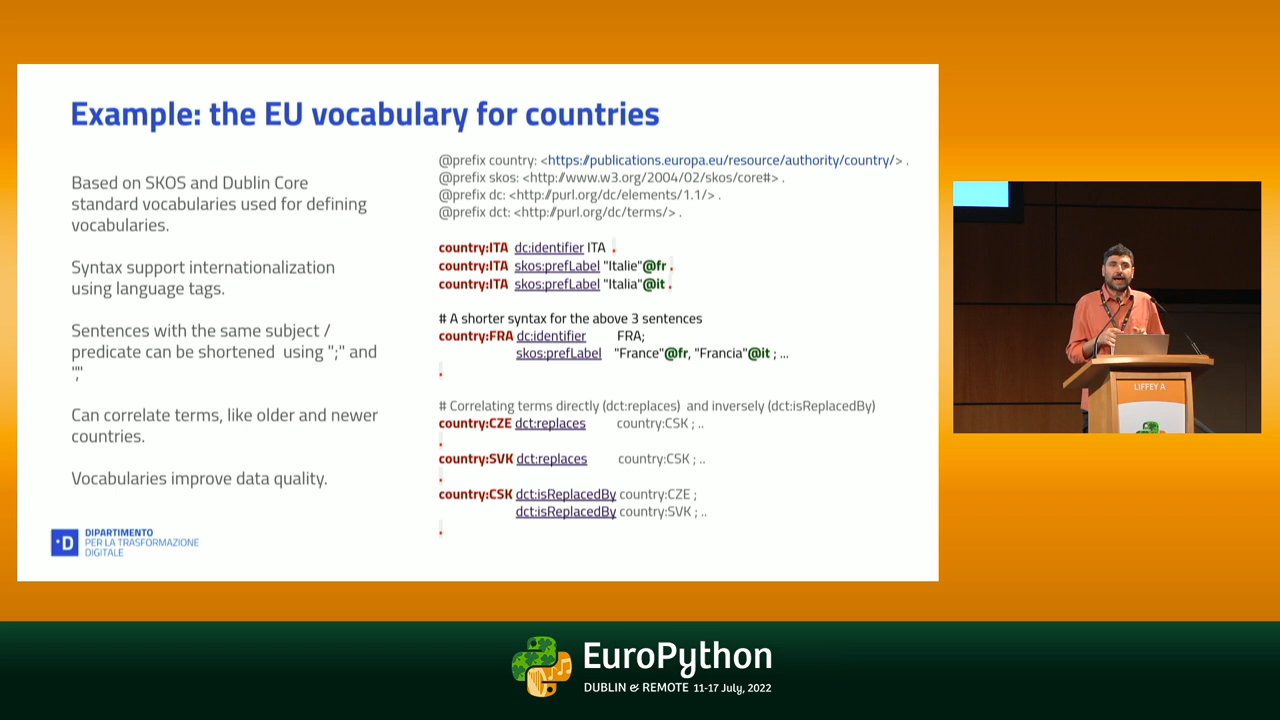 Example: the EU vocabulary for countries
Based on SKOS and Dublin Core
standard vocabularies used for defining
vocabularies.
Syntax support internationalization
using language tags.
Sentences with the same subject /
predicate can be shortened using ";" and
","
Can correlate terms, like older and newer
countries.
Vocabularies improve data quality.
·D DIPARTIMENTO
PER LA TRASFORMAZIONE
DIGITALE
@prefix country: <https://publications.europa.eu/resource/authority/country/> .
@prefix skos: <http://www.w3.org/2004/02/skos/core#> .
@prefix dc: <http://purl.org/dc/elements/1.1/> .
@prefix dct: <http://purl.org/dc/terms/> .
country:ITA dc:identifier ITA .
country:ITA skos:prefLabel "Italie"@fr .
country:ITA skos:prefLabel "Italia"@it .
# A shorter syntax for the above 3 sentences
country:FRA dc:identifier FRA;
skos:prefLabel "France"@fr, "Francia"@it ; ...
.
# Correlating terms directly (dct:replaces) and inversely (dct:isReplacedBy)
country:CZE dct:replaces country:CSK ; ..
.
country:SVK dct:replaces country:CSK ; ..
.
country:CSK dct:isReplacedBy country:CZE ;
dct:isReplacedBy country:SVK ; ..
.
LIFFEY A
EuroPython
DUBLIN & REMOTE 11-17 July, 2022